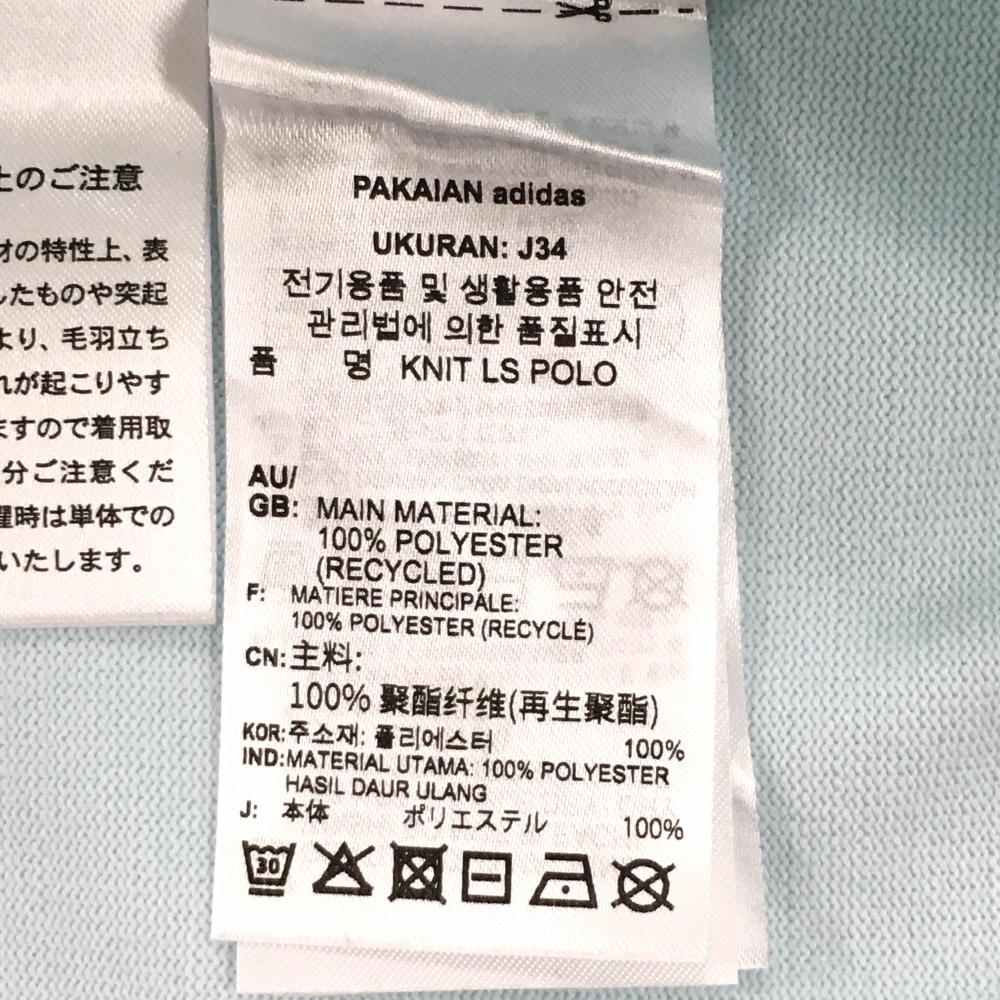 上のご注意
材の特性上、表
したものや突起
より、毛羽立ち
れが起こりやす
ますので着用取
分ご注意くだ
濯時は単体での
いたします。
PAKAIAN adidas
UKURAN: J34
전기용품 및 생활용품 안전
관리법에 의한 품질표시
품 명 KNIT LS POLO
AU/
GB: MAIN MATERIAL:
100% POLYESTER
(RECYCLED)
F: MATIERE PRINCIPALE:
100% POLYESTER (RECYCLÉ)
CN: 主料:
100% 聚酯纤维(再生聚酯)
KOR: 주소재: 폴리에스터 100%
IND: MATERIAL UTAMA: 100% POLYESTER
HASIL DAUR ULANG
J: 本体 ポリエステル 100%
30